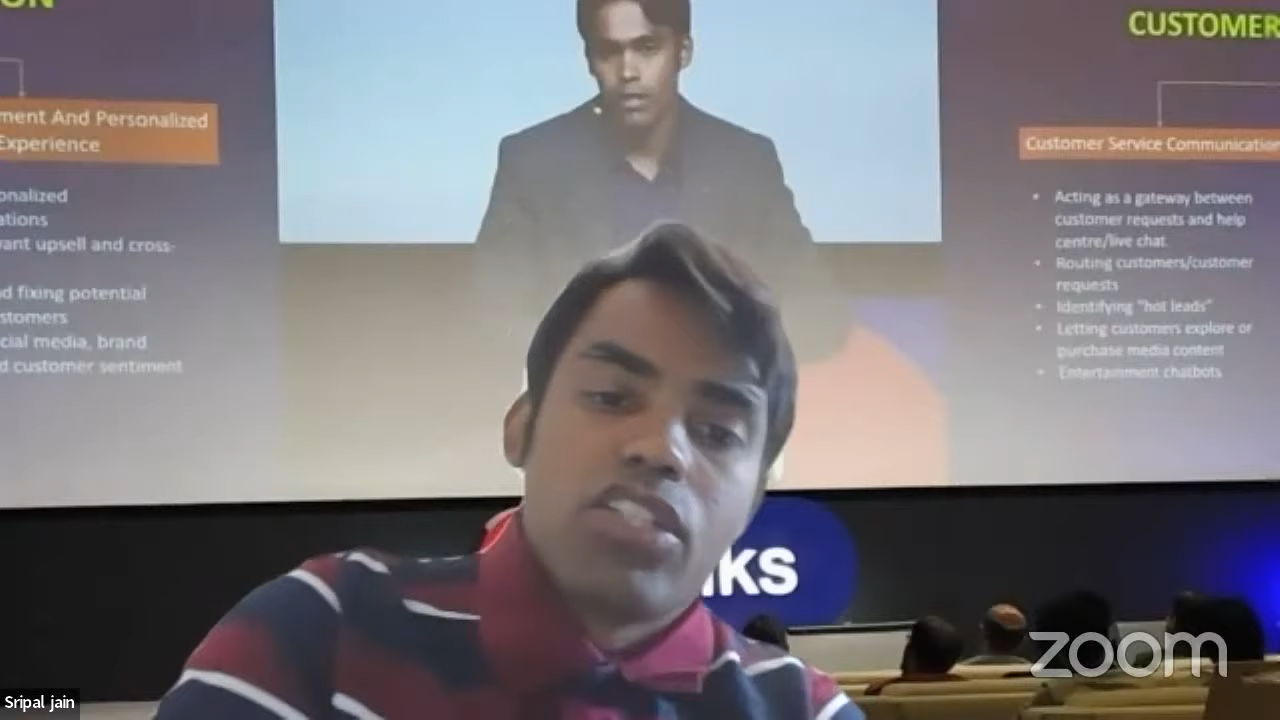 ON
ment And Personalized
Experience
onalized
ations
vant upsell and cross-
d fixing potential
stomers
cial media, brand
d customer sentiment
CUSTOMER
Customer Service Communication
• Acting as a gateway between
customer requests and help
centre/live chat.
• Routing customers/customer
requests
• Identifying "hot leads"
• Letting customers explore or
purchase media content
• Entertainment chatbots
ks
zoom
Sripal jain